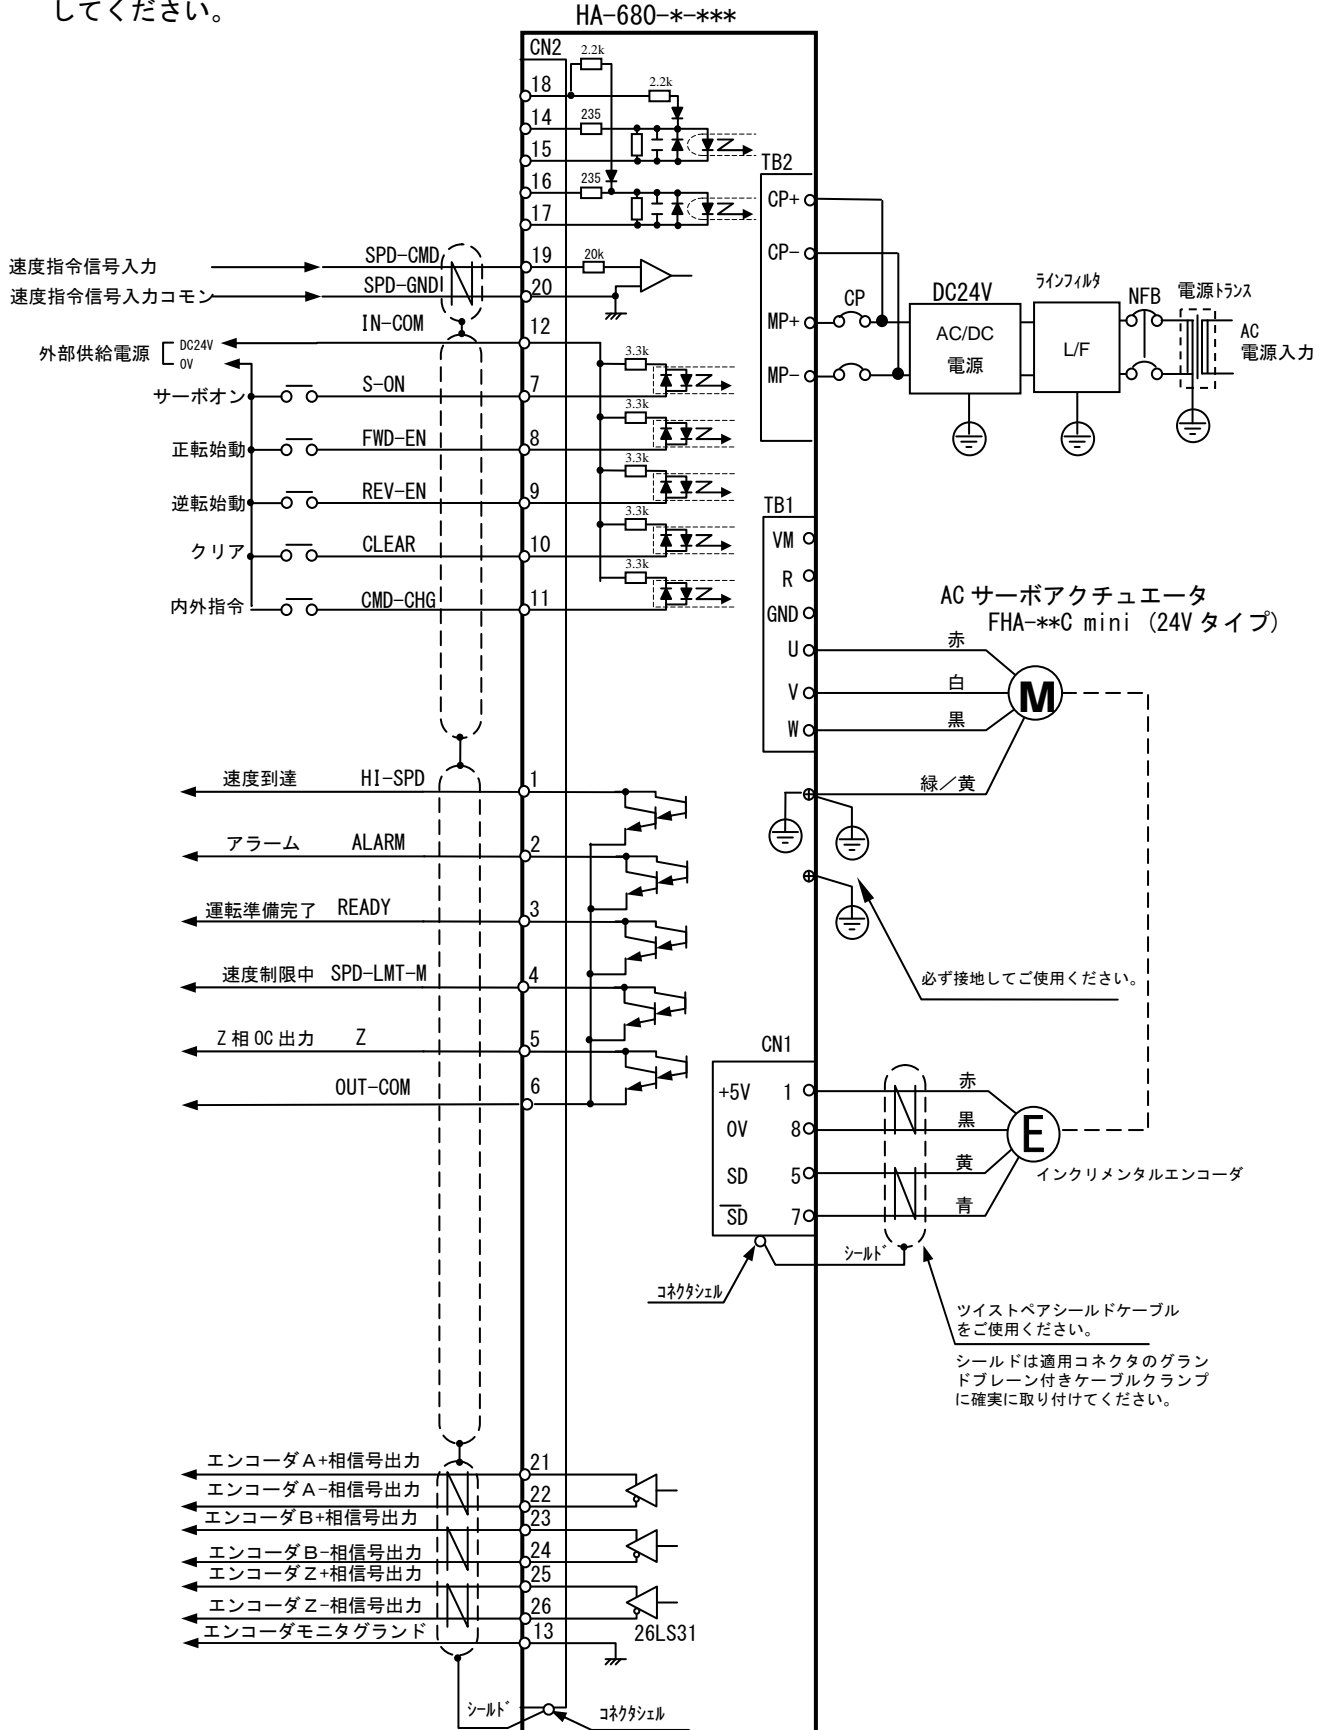 してください。
HA-680-*-***
CN2
2.2k
18
2.2k
14
235
15
16
235
17
TB2
CP+
CP-
MP+
MP-
CP
DC24V
AC/DC
電源
ラインフィルタ
L/F
NFB
電源トランス
AC
電源入力
速度指令信号入力
SPD-CMD
19
20k
速度指令信号入力コモン
SPD-GND
20
IN-COM
12
外部供給電源
DC24V
0V
3.3k
サーボオン
S-ON
7
3.3k
正転始動
FWD-EN
8
3.3k
逆転始動
REV-EN
9
3.3k
クリア
CLEAR
10
3.3k
内外指令
CMD-CHG
11
TB1
VM
R
GND
U
V
W
ACサーボアクチュエータ
FHA-**C mini (24Vタイプ)
赤
白
黒
M
緑/黄
必ず接地してご使用ください。
速度到達
HI-SPD
1
アラーム
ALARM
2
運転準備完了
READY
3
速度制限中
SPD-LMT-M
4
Z相OC出力
Z
5
OUT-COM
6
CN1
+5V
1
0V
8
SD
5
SD
7
赤
黒
黄
青
E
インクリメンタルエンコーダ
シールド
コネクタシェル
ツイストペアシールドケーブル
をご使用ください。
シールドは適用コネクタのグラン
ドプレーン付きケーブルクランプ
に確実に取り付けてください。
エンコーダA+相信号出力
21
エンコーダA-相信号出力
22
エンコーダB+相信号出力
23
エンコーダB-相信号出力
24
エンコーダZ+相信号出力
25
エンコーダZ-相信号出力
26
エンコーダモニタグランド
13
26LS31
シールド
コネクタシェル